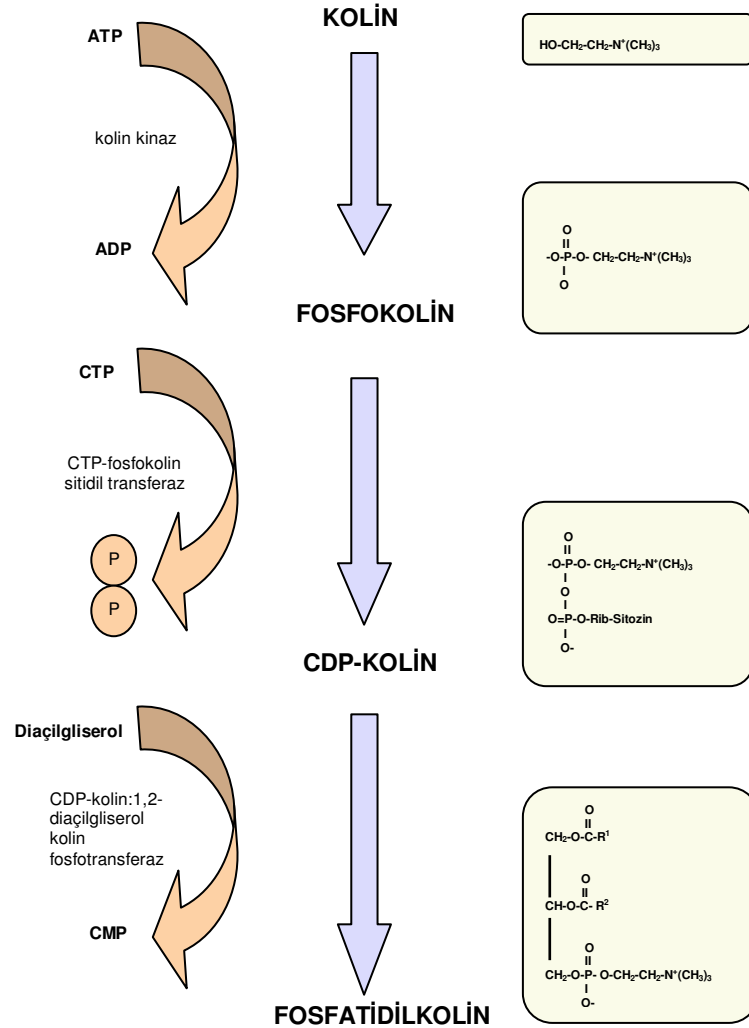 KOLİN
ATP
HO-CH₂-CH₂-N⁺(CH₃)₃
kolin kinaz
ADP
O
-O-P-O- CH₂-CH₂-N⁺(CH₃)₃
O
FOSFOKOLİN
CTP
CTP-fosfokolin
sitidil transferaz
P
P
O
-O-P-O- CH₂-CH₂-N⁺(CH₃)₃
O
O=P-O-Rib-Sitozin
O-
CDP-KOLİN
Diaçilgliserol
CDP-kolin:1,2-
diaçilgliserol
kolin
fosfotransferaz
CMP
O
CH₂-O-C-R¹
O
CH-O-C- R²
O
CH₂-O-P- O-CH₂-CH₂-N⁺(CH₃)₃
O-
FOSFATİDİLKOLİN